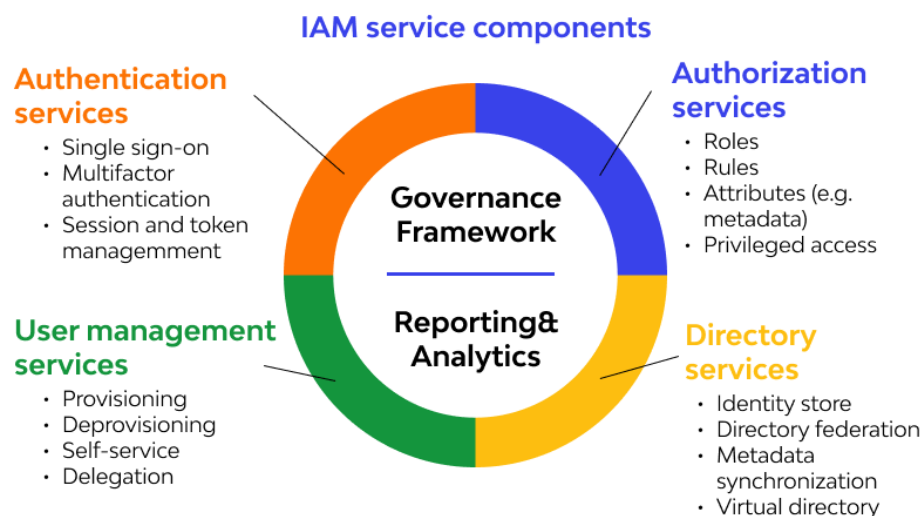 IAM service components
Authentication
services
• Single sign-on
• Multifactor
authentication
• Session and token
managemment
Authorization
services
• Roles
• Rules
• Attributes (e.g.
metadata)
• Privileged access
Governance
Framework
Reporting&
Analytics
User management
services
• Provisioning
• Deprovisioning
• Self-service
• Delegation
Directory
services
• Identity store
• Directory federation
• Metadata
synchronization
• Virtual directory